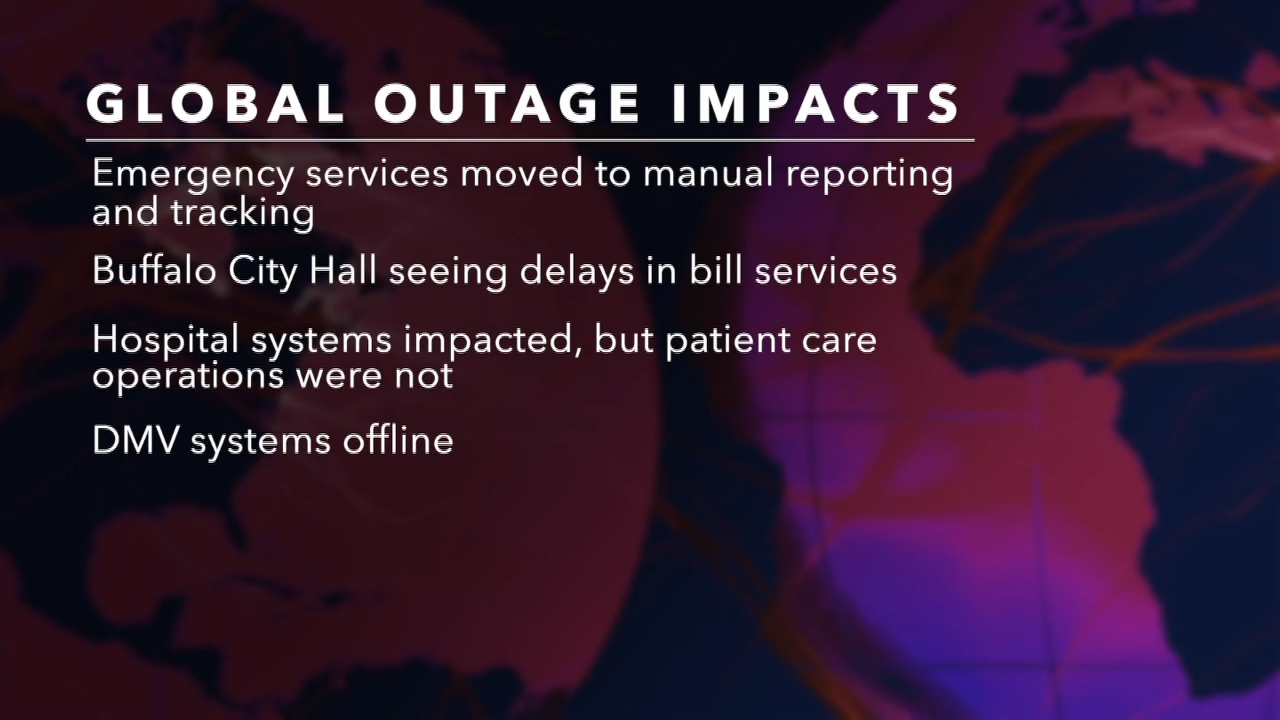 GLOBAL OUTAGE IMPACTS
Emergency services moved to manual reporting
and tracking
Buffalo City Hall seeing delays in bill services
Hospital systems impacted, but patient care
operations were not
DMV systems offline